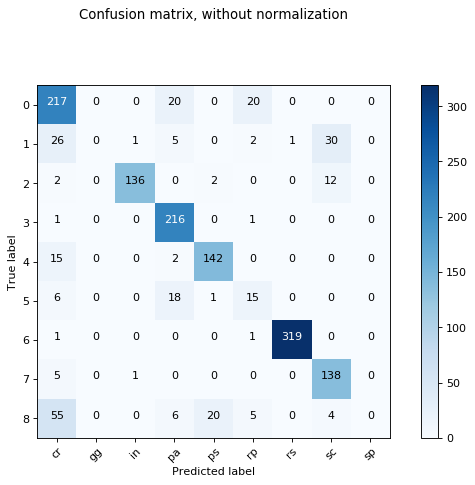 Confusion matrix, without normalization
0 217 0 0 20 0 20 0 0 0
1 26 0 1 5 0 2 1 30 0
2 2 0 136 0 2 0 0 12 0
3 1 0 0 216 0 1 0 0 0
4 15 0 0 2 142 0 0 0 0
5 6 0 0 18 1 15 0 0 0
6 1 0 0 0 0 1 319 0 0
7 5 0 1 0 0 0 0 138 0
8 55 0 0 6 20 5 0 4 0
True label
cr gg in pa ps rp rs sc sp
Predicted label
300
250
200
150
100
50
0